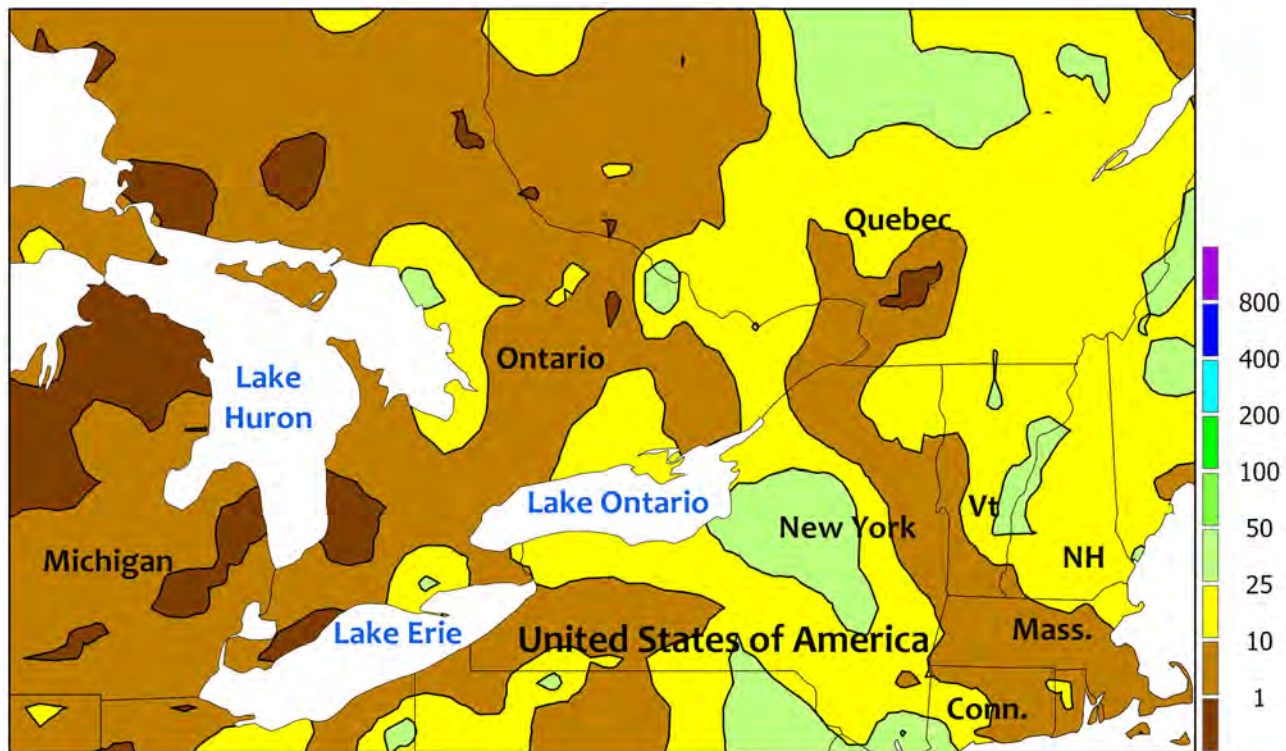 Quebec
Ontario
Lake
Huron
Lake Ontario
New York
Vt
NH
Michigan
Lake Erie
United States of America
Mass.
Conn.
800
400
200
100
50
25
10
1